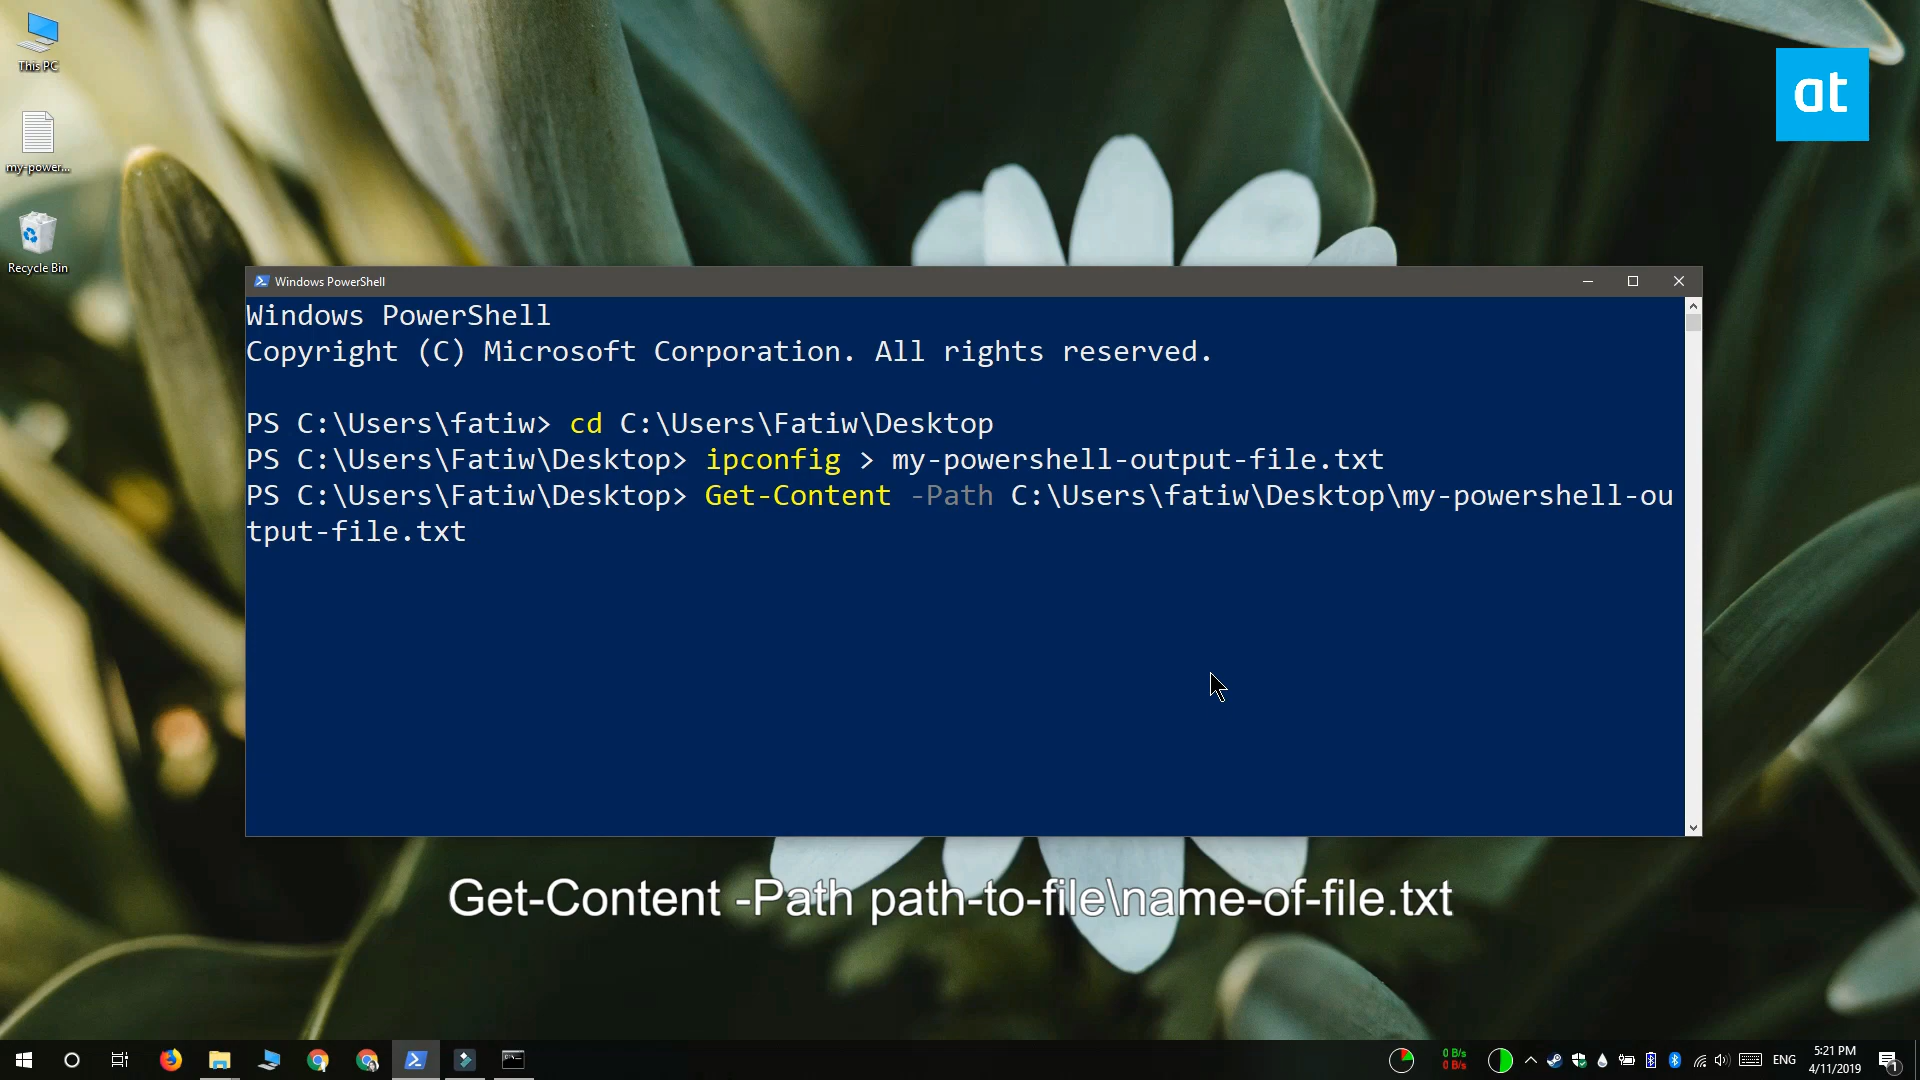 This PC
my-power...
Recycle Bin
at
Windows PowerShell
Windows PowerShell
Copyright (C) Microsoft Corporation. All rights reserved.
PS C:\Users\fatiw> cd C:\Users\Fatiw\Desktop
PS C:\Users\Fatiw\Desktop> ipconfig > my-powershell-output-file.txt
PS C:\Users\Fatiw\Desktop> Get-Content -Path C:\Users\fatiw\Desktop\my-powershell-ou
tput-file.txt
Get-Content -Path path-to-file\name-of-file.txt
0 B/s
0 B/s
ENG
5:21 PM
4/11/2019
1